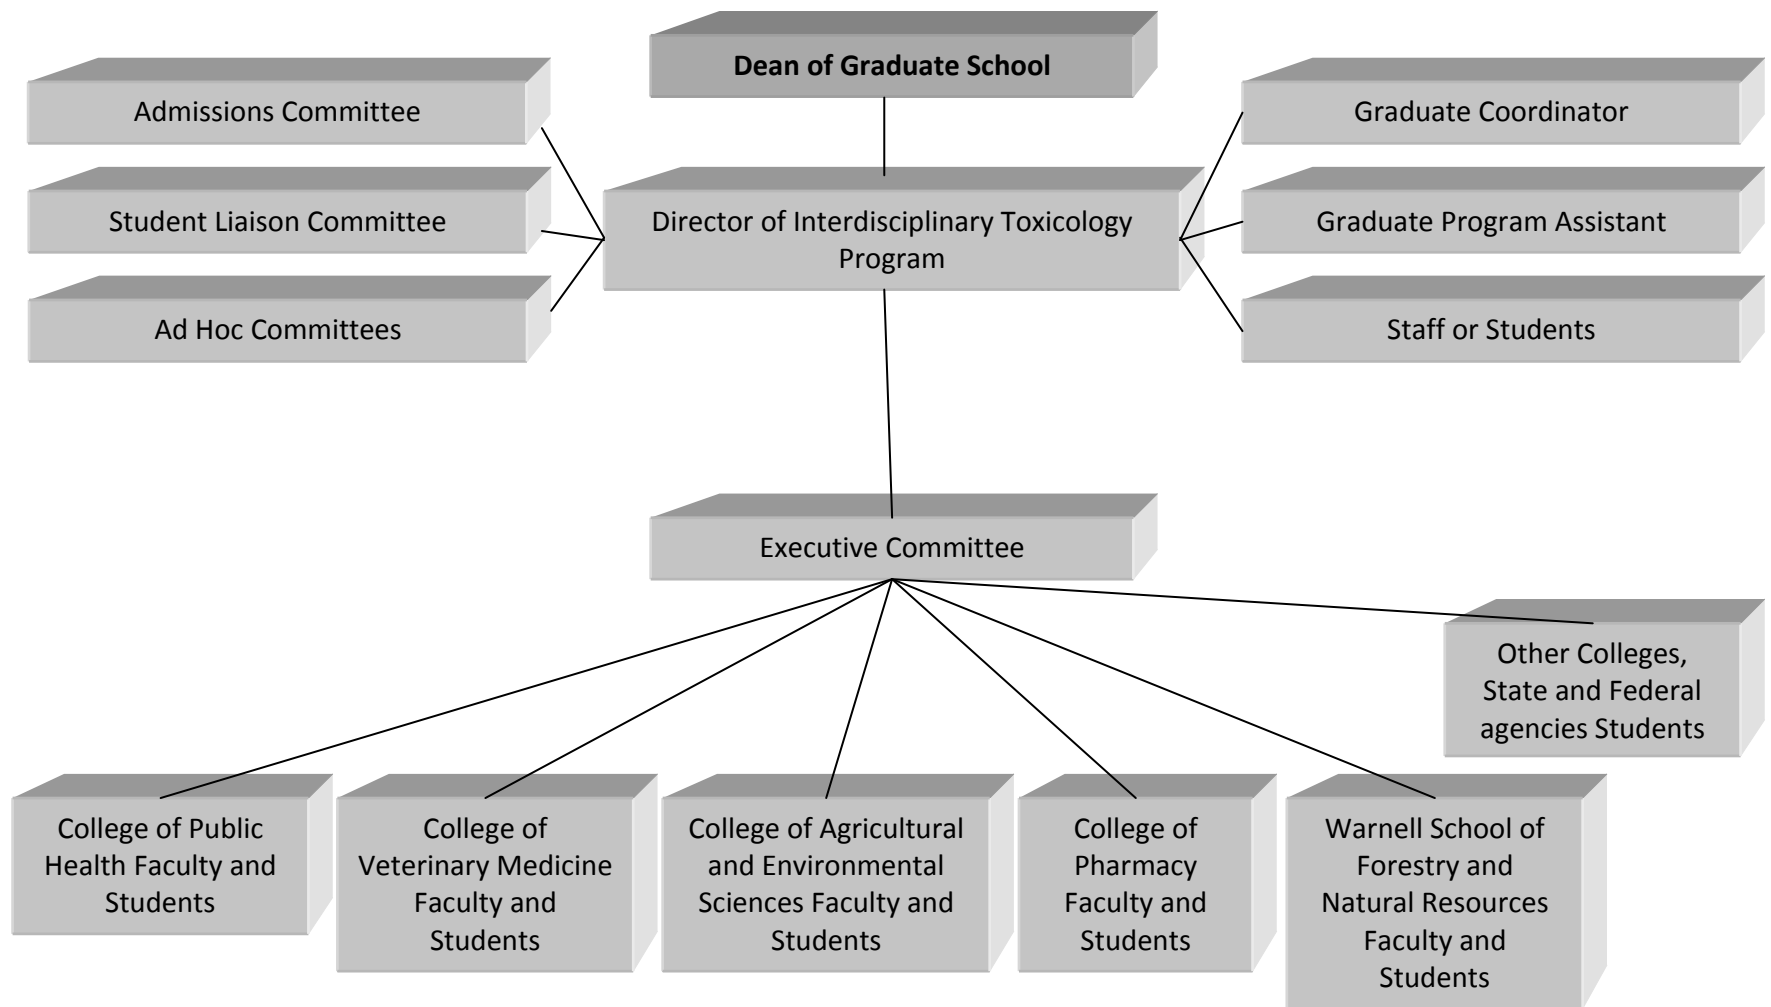 Dean of Graduate School
Admissions Committee
Graduate Coordinator
Student Liaison Committee
Director of Interdisciplinary Toxicology
Program
Graduate Program Assistant
Ad Hoc Committees
Staff or Students
Executive Committee
Other Colleges,
State and Federal
agencies Students
College of Public
Health Faculty and
Students
College of
Veterinary Medicine
Faculty and
Students
College of Agricultural
and Environmental
Sciences Faculty and
Students
College of
Pharmacy
Faculty and
Students
Warnell School of
Forestry and
Natural Resources
Faculty and
Students